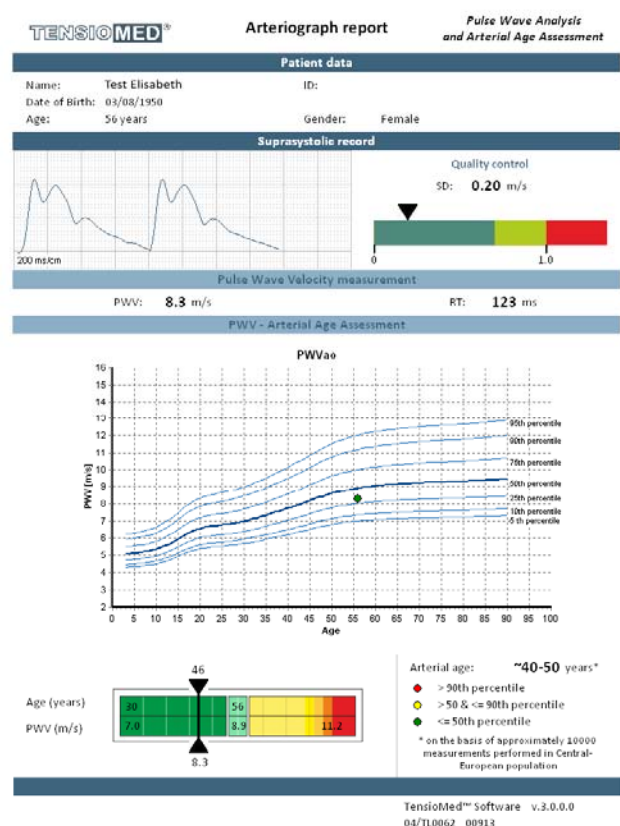 TENSIOMED®
Arteriograph report
Pulse Wave Analysis
and Arterial Age Assessment
Patient data
Name: Test Elisabeth ID:
Date of Birth: 03/08/1950
Age: 56 years Gender: Female
Suprasystolic record
Quality control
SD: 0.20 m/s
200 ms/cm
0 1.0
Pulse Wave Velocity measurement
PWV: 8.3 m/s RT: 123 ms
PWV - Arterial Age Assessment
PWVao
16
15
14
13
12
11
10
9
8
7
6
5
4
3
2
PWV [m/s]
95th percentile
90th percentile
75th percentile
50th percentile
25th percentile
10th percentile
5 th percentile
0 5 10 15 20 25 30 35 40 45 50 55 60 65 70 75 80 85 90 95 100
Age
46
Age (years) 30 56
PWV (m/s) 7.0 8.9 11.2
8.3
Arterial age: ~40-50 years*
> 90th percentile
>50 & <= 90th percentile
<= 50th percentile
* on the basis of approximately 10000
measurements performed in Central-
European population
TensioMed™ Software v.3.0.0.0
04/TL0062 00913